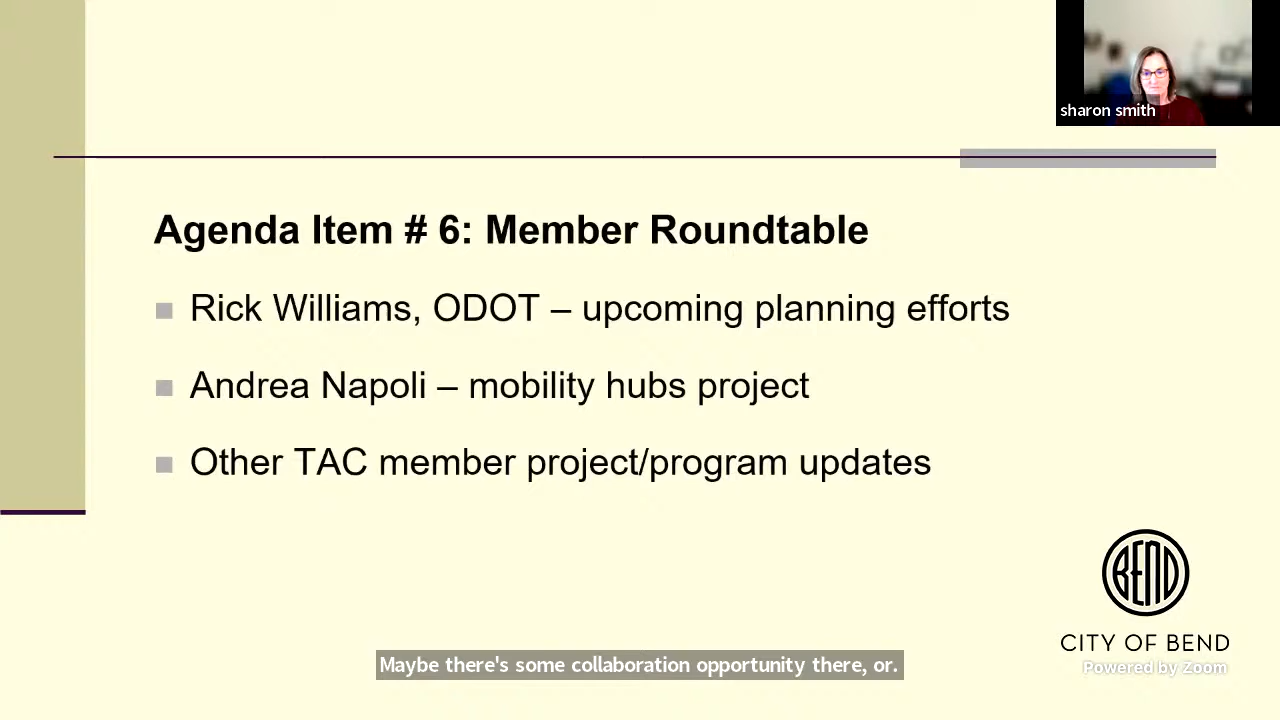 sharon smith
Agenda Item # 6: Member Roundtable
Rick Williams, ODOT – upcoming planning efforts
Andrea Napoli – mobility hubs project
Other TAC member project/program updates
BEND
CITY OF BEND
Maybe there's some collaboration opportunity there, or.
Powered by Zoom